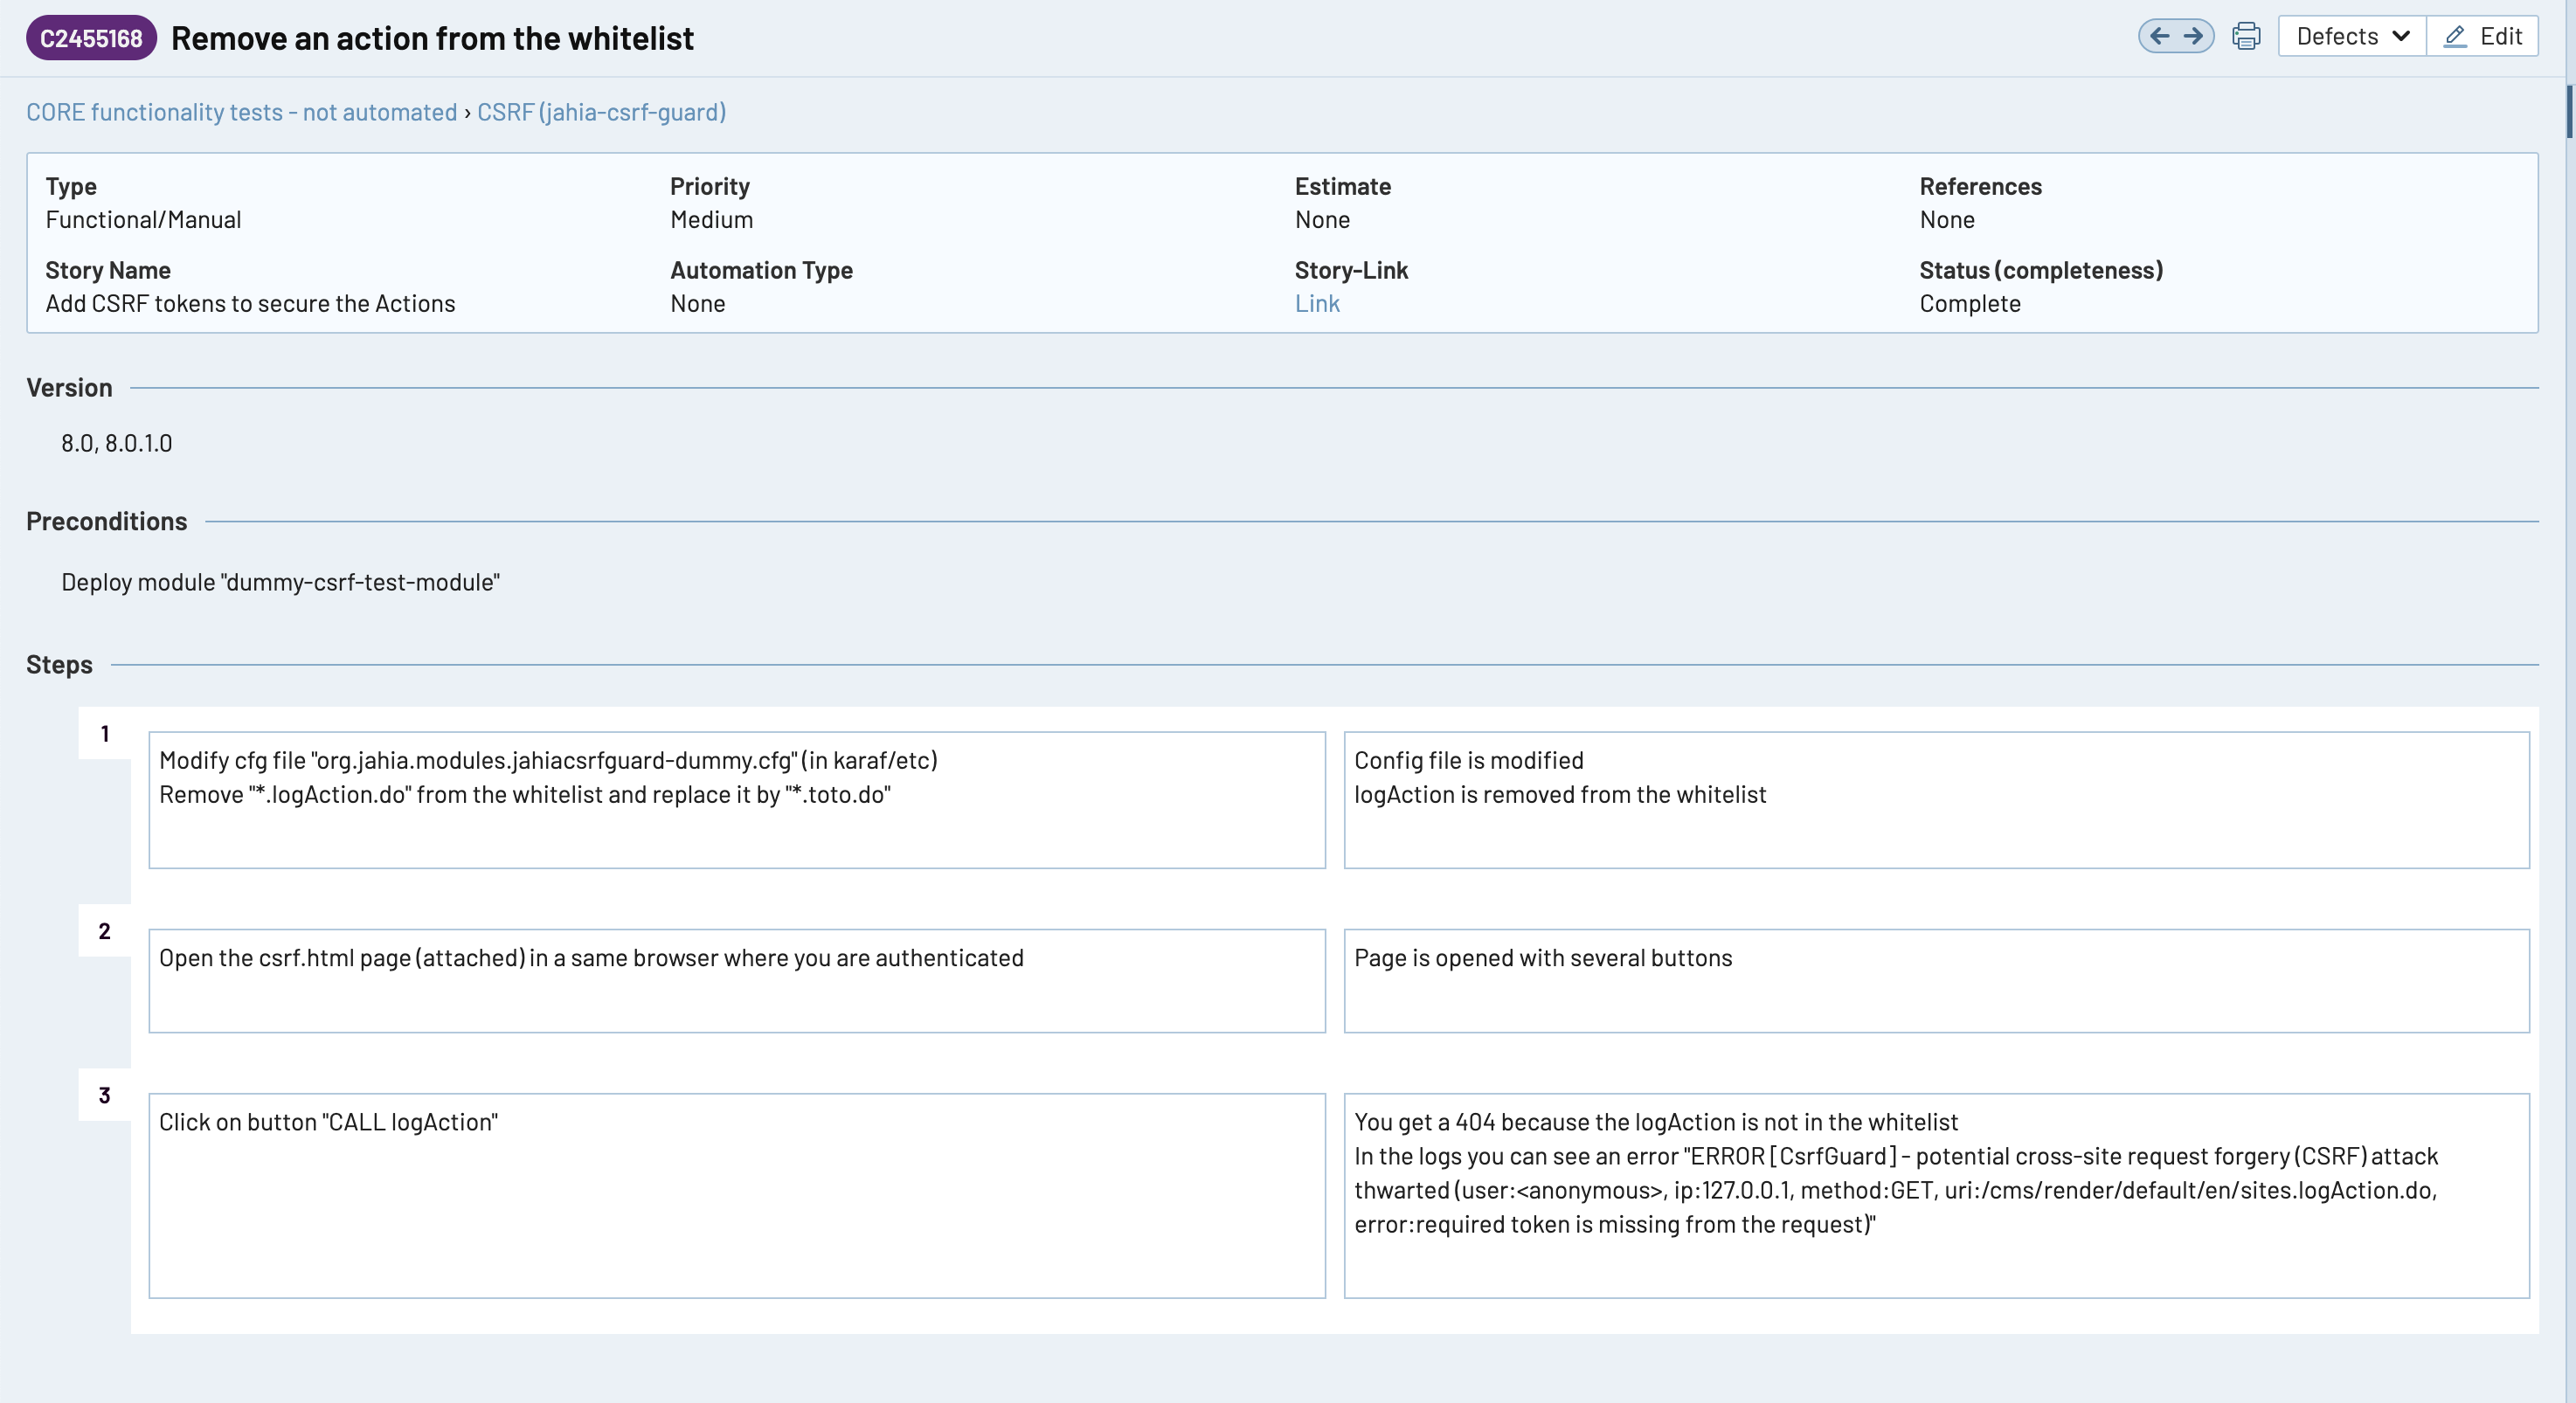 C2455168 Remove an action from the whitelist
Defects Edit
CORE functionality tests - not automated › CSRF (jahia-csrf-guard)
Type Priority Estimate References
Functional/Manual Medium None None
Story Name Automation Type Story-Link Status (completeness)
Add CSRF tokens to secure the Actions None Link Complete
Version
8.0, 8.0.1.0
Preconditions
Deploy module "dummy-csrf-test-module"
Steps
1
Modify cfg file "org.jahia.modules.jahiacsrfguard-dummy.cfg" (in karaf/etc)
Remove "*.logAction.do" from the whitelist and replace it by "*.toto.do"
Config file is modified
logAction is removed from the whitelist
2
Open the csrf.html page (attached) in a same browser where you are authenticated
Page is opened with several buttons
3
Click on button "CALL logAction"
You get a 404 because the logAction is not in the whitelist
In the logs you can see an error "ERROR [CsrfGuard] - potential cross-site request forgery (CSRF) attack
thwarted (user:<anonymous>, ip:127.0.0.1, method:GET, uri:/cms/render/default/en/sites.logAction.do,
error:required token is missing from the request)"